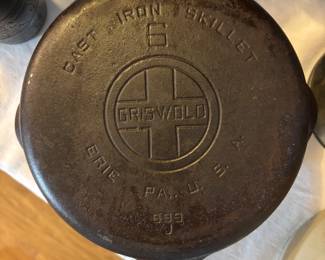 CAST IRON SKILLET
6
GRISWOLD
ERIE PA., U.S.A.
699
J